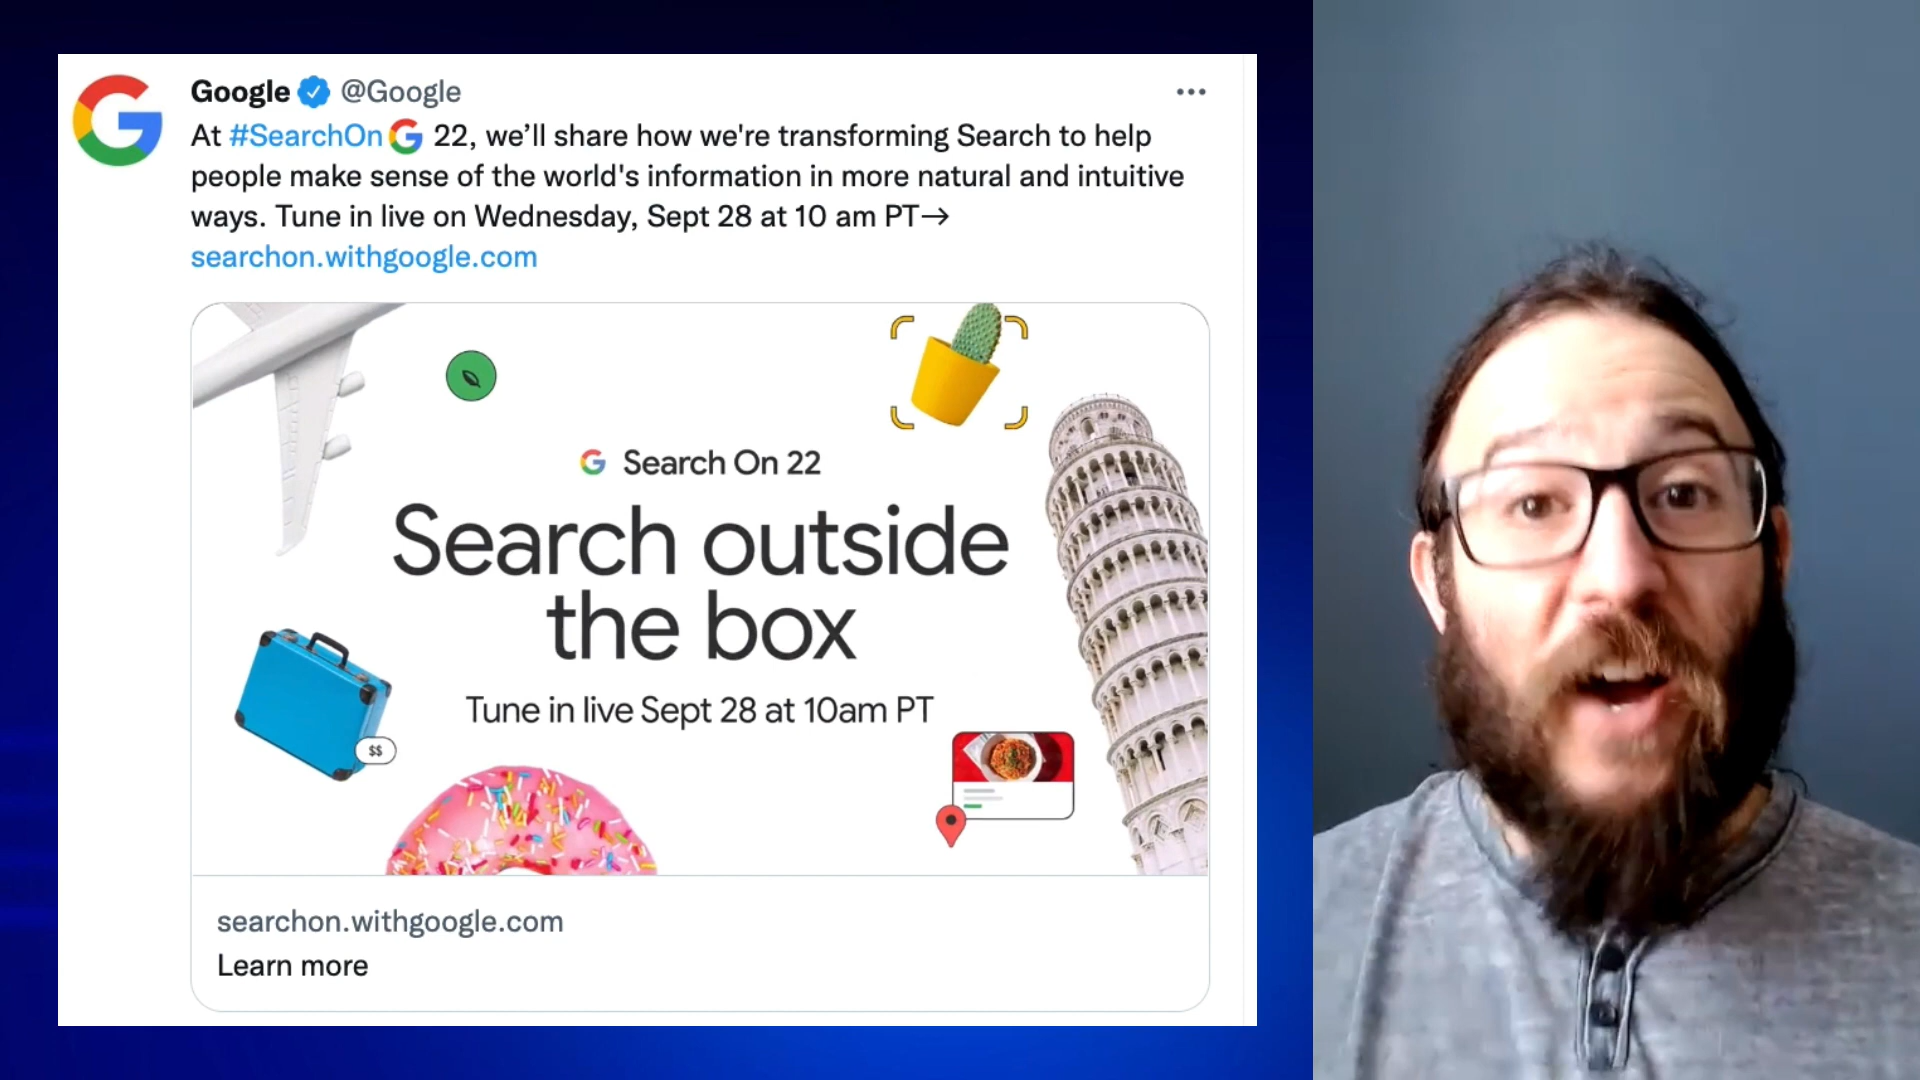 Google @Google
At #SearchOn 22, we’ll share how we're transforming Search to help
people make sense of the world's information in more natural and intuitive
ways. Tune in live on Wednesday, Sept 28 at 10 am PT→
searchon.withgoogle.com
Search On 22
Search outside
the box
Tune in live Sept 28 at 10am PT
$$
searchon.withgoogle.com
Learn more